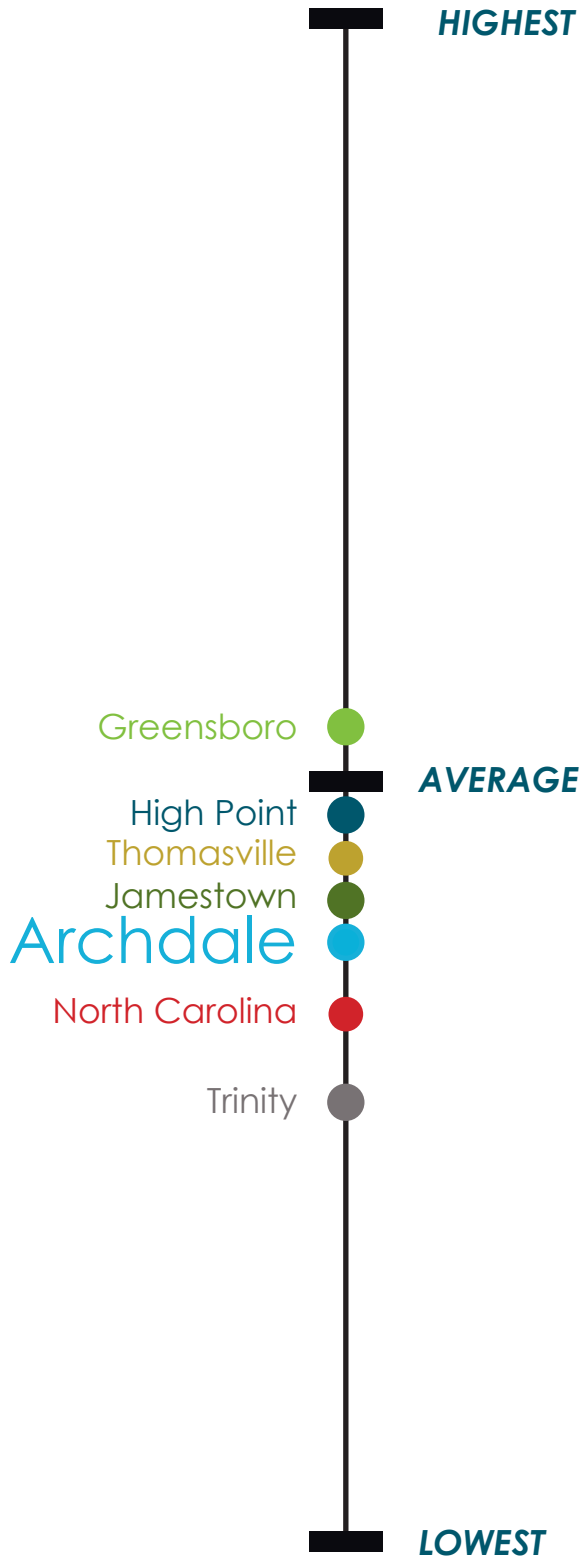 HIGHEST
Greensboro
AVERAGE
High Point
Thomasville
Jamestown
Archdale
North Carolina
Trinity
LOWEST